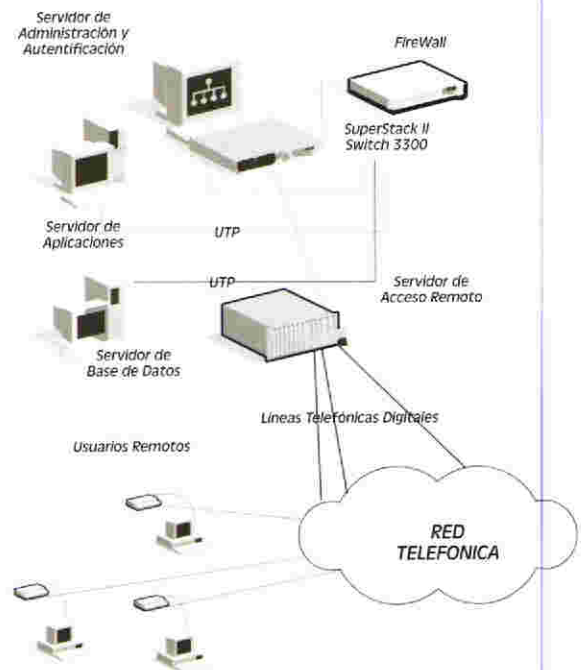 Servidor de
Administración y
Autentificación
FireWall
SuperStack II
Switch 3300
Servidor de
Aplicaciones
UTP
UTP
Servidor de
Acceso Remoto
Servidor de
Base de Datos
Líneas Telefónicas Digitales
Usuarios Remotos
RED
TELEFONICA